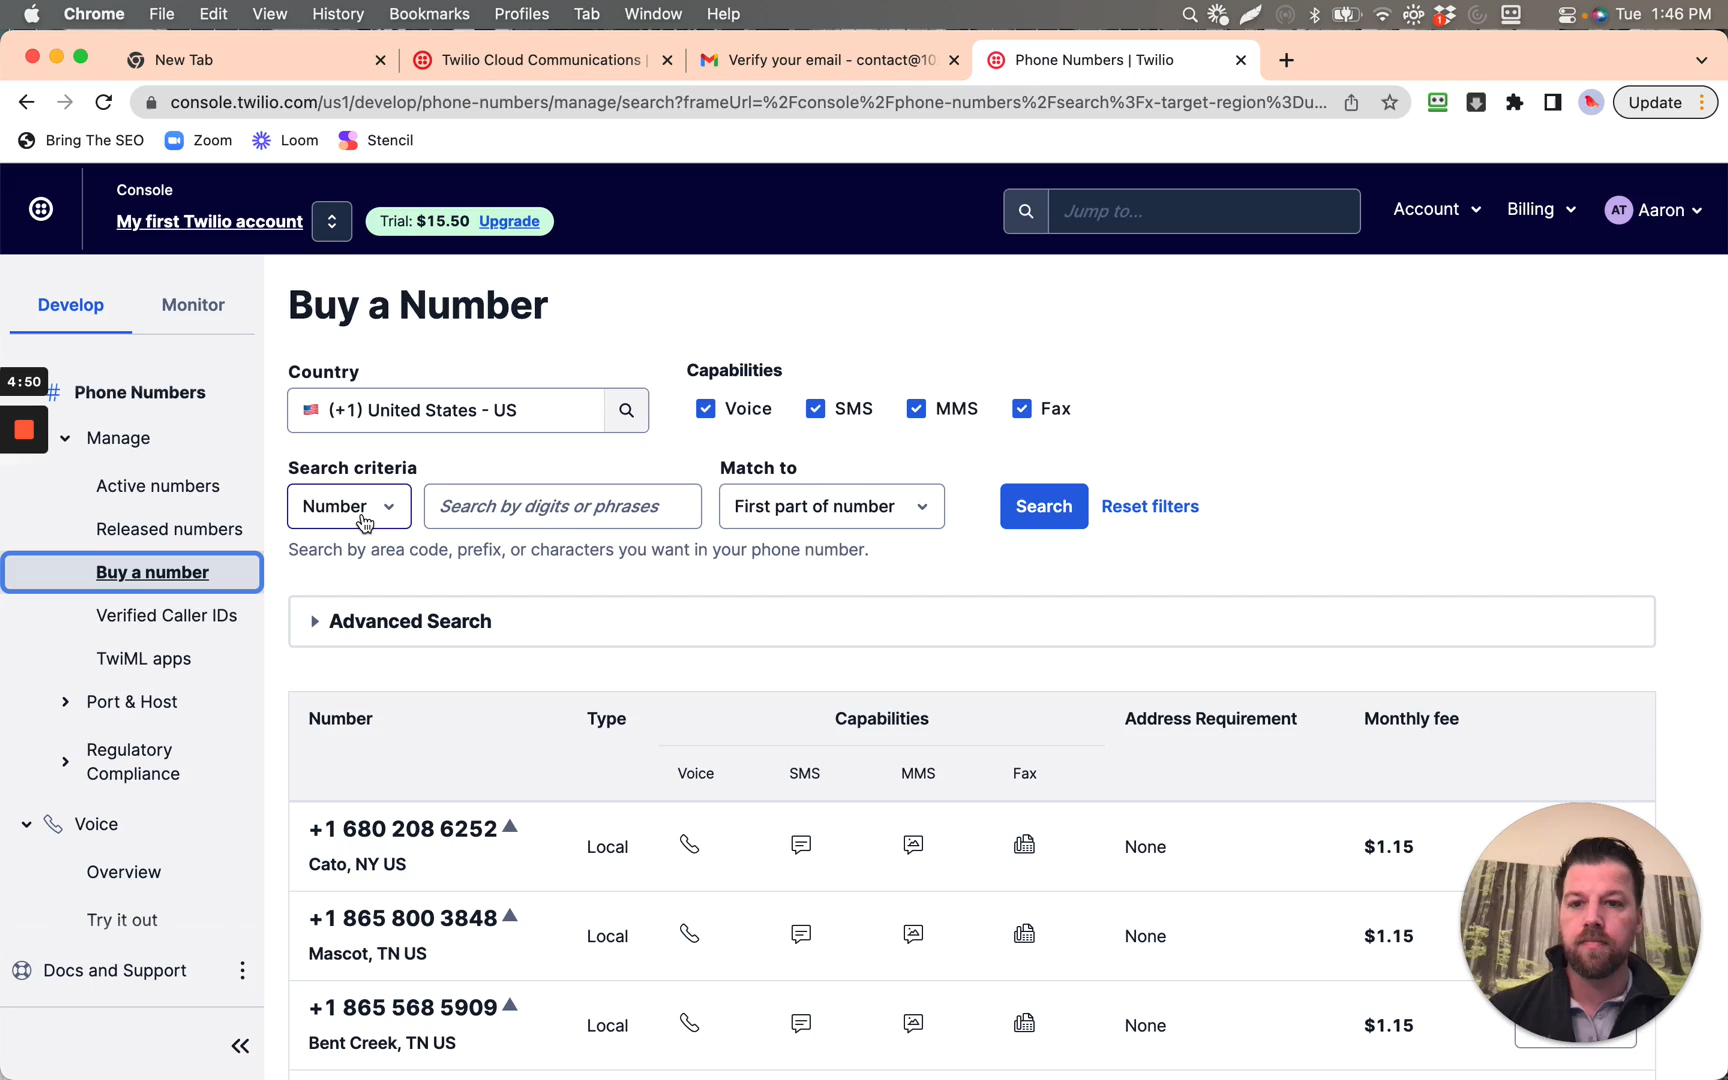 Chrome File Edit View History Bookmarks Profiles Tab Window Help
1
Tue 1:46 PM
New Tab
Twilio Cloud Communications |
Verify your email - contact@10
Phone Numbers | Twilio
console.twilio.com/us1/develop/phone-numbers/manage/search?frameUrl=%2Fconsole%2Fphone-numbers%2Fsearch%3Fx-target-region%3Du...
Update
Bring The SEO Zoom Loom Stencil
Console
My first Twilio account
Trial: $15.50 Upgrade
Jump to...
Account
Billing
AT Aaron
Develop
Monitor
4:50
# Phone Numbers
Manage
Active numbers
Released numbers
Buy a number
Verified Caller IDs
TwiML apps
Port & Host
Regulatory
Compliance
Voice
Overview
Try it out
Docs and Support
Buy a Number
Country
(+1) United States - US
Capabilities
Voice SMS MMS Fax
Search criteria
Number
Search by digits or phrases
Match to
First part of number
Search
Reset filters
Search by area code, prefix, or characters you want in your phone number.
Advanced Search
Number Type Capabilities Address Requirement Monthly fee
Voice SMS MMS Fax
+1 680 208 6252
Cato, NY US
Local None $1.15
+1 865 800 3848
Mascot, TN US
Local None $1.15
+1 865 568 5909
Bent Creek, TN US
Local None $1.15